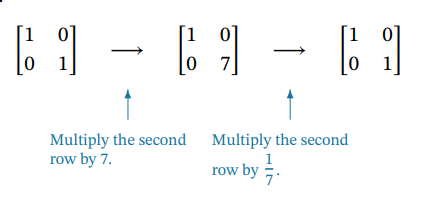 [1 0] → [1 0] → [1 0]
[0 1] [0 7] [0 1]
Multiply the second Multiply the second
row by 7. row by 1/7.